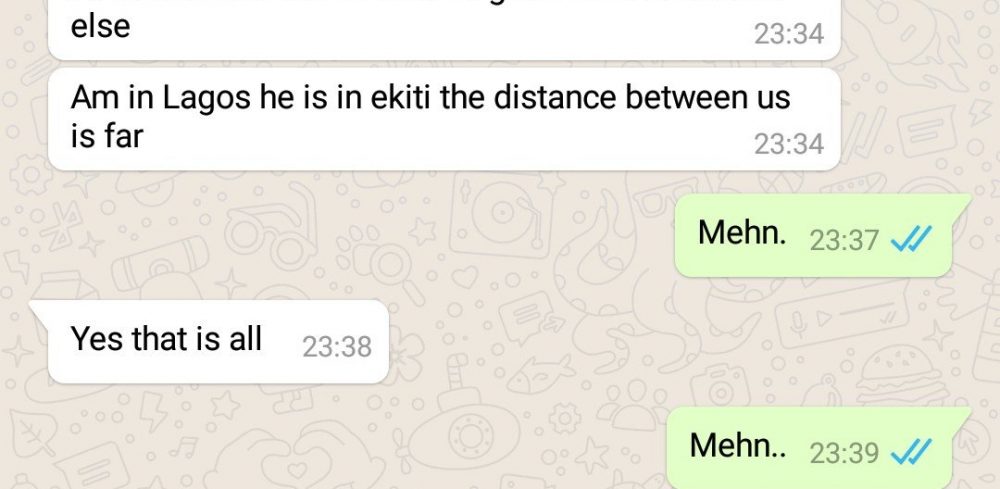 else
23:34
Am in Lagos he is in ekiti the distance between us
is far
23:34
Mehn. 23:37
Yes that is all 23:38
Mehn.. 23:39